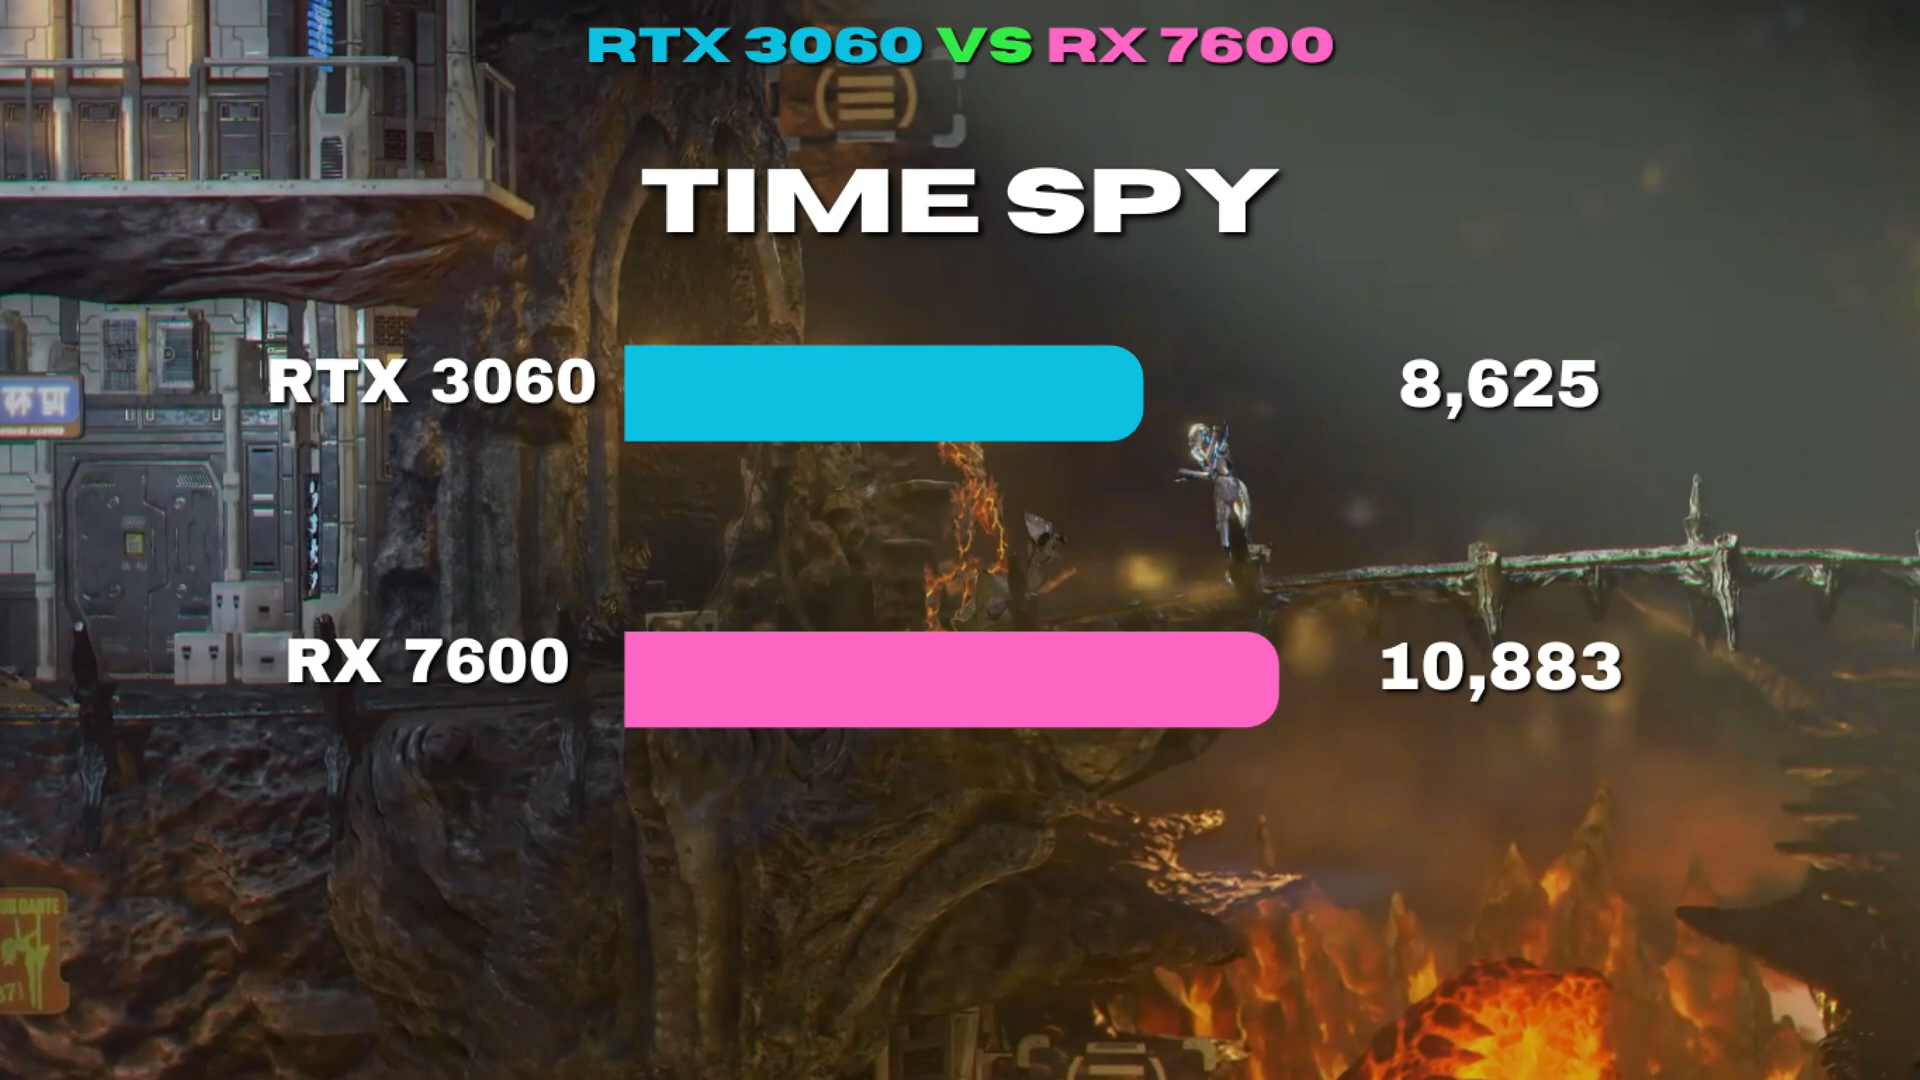 RTX 3060 VS RX 7600
TIME SPY
RTX 3060 8,625
RX 7600 10,883